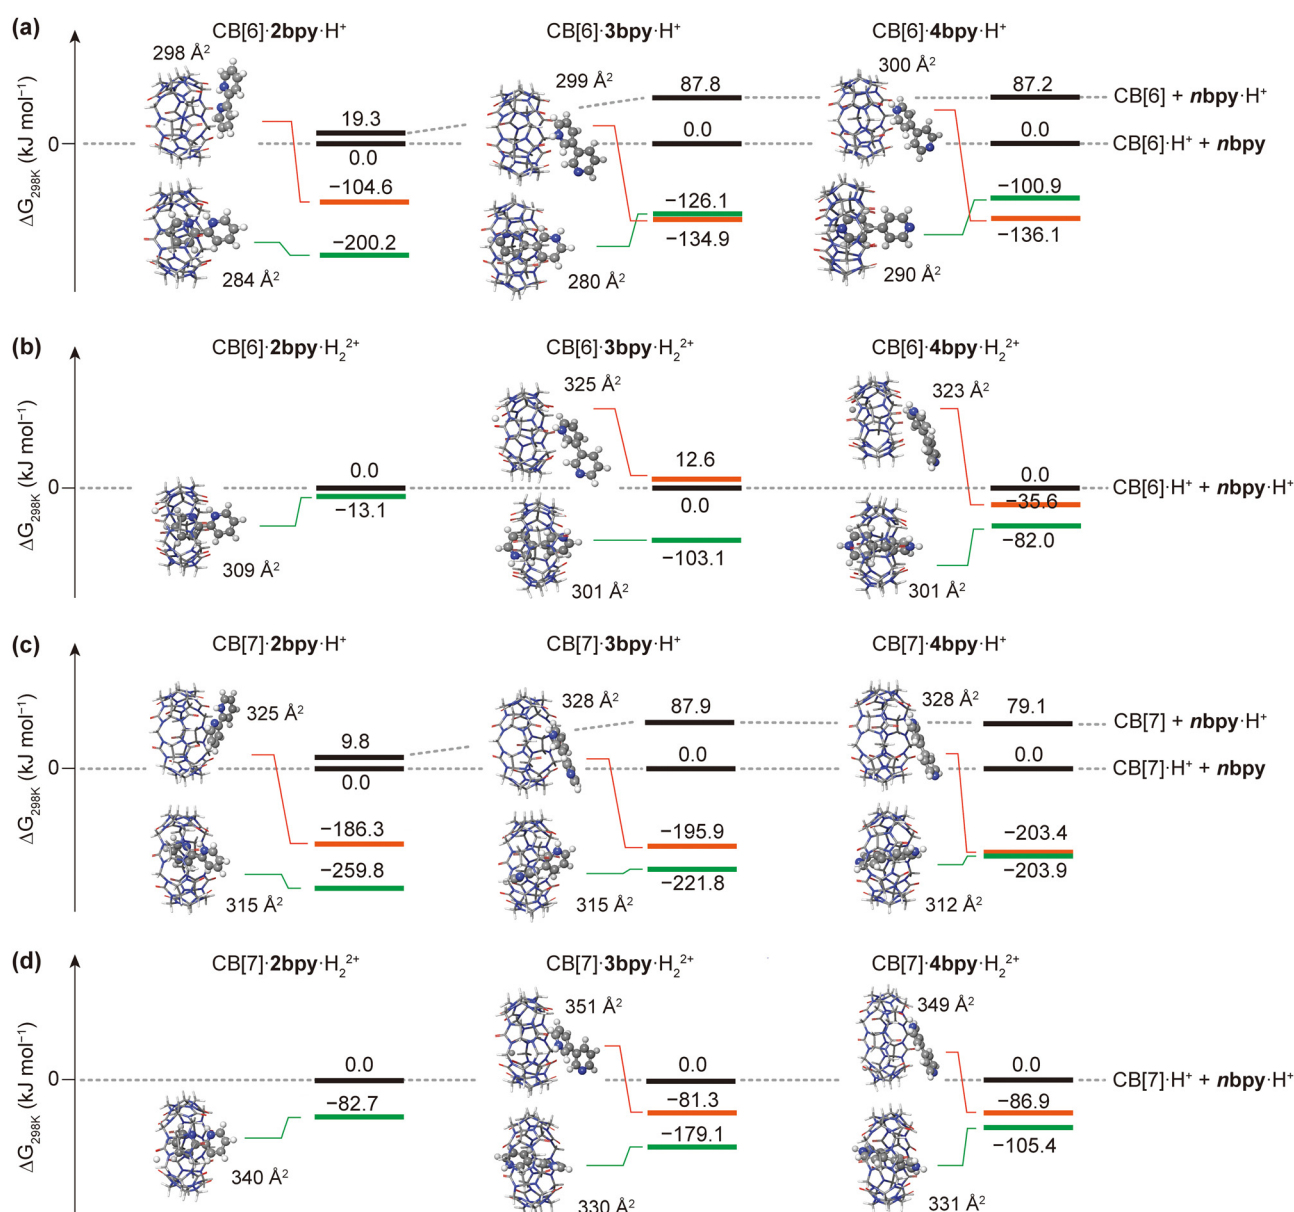 (a)
CB[6]·2bpy·H⁺
CB[6]·3bpy·H⁺
CB[6]·4bpy·H⁺
ΔG₂₉₈K (kJ mol⁻¹)
0
298 Å²
284 Å²
19.3
0.0
−104.6
−200.2
299 Å²
280 Å²
87.8
0.0
−126.1
−134.9
300 Å²
290 Å²
87.2
0.0
−100.9
−136.1
CB[6] + nbpy·H⁺
CB[6]·H⁺ + nbpy
(b)
CB[6]·2bpy·H₂²⁺
CB[6]·3bpy·H₂²⁺
CB[6]·4bpy·H₂²⁺
ΔG₂₉₈K (kJ mol⁻¹)
0
309 Å²
0.0
−13.1
325 Å²
301 Å²
12.6
0.0
−103.1
323 Å²
301 Å²
0.0
−35.6
−82.0
CB[6]·H⁺ + nbpy·H⁺
(c)
CB[7]·2bpy·H⁺
CB[7]·3bpy·H⁺
CB[7]·4bpy·H⁺
ΔG₂₉₈K (kJ mol⁻¹)
0
325 Å²
315 Å²
9.8
0.0
−186.3
−259.8
328 Å²
315 Å²
87.9
0.0
−195.9
−221.8
328 Å²
312 Å²
79.1
0.0
−203.4
−203.9
CB[7] + nbpy·H⁺
CB[7]·H⁺ + nbpy
(d)
CB[7]·2bpy·H₂²⁺
CB[7]·3bpy·H₂²⁺
CB[7]·4bpy·H₂²⁺
ΔG₂₉₈K (kJ mol⁻¹)
0
340 Å²
0.0
−82.7
351 Å²
330 Å²
0.0
−81.3
−179.1
349 Å²
331 Å²
0.0
−86.9
−105.4
CB[7]·H⁺ + nbpy·H⁺